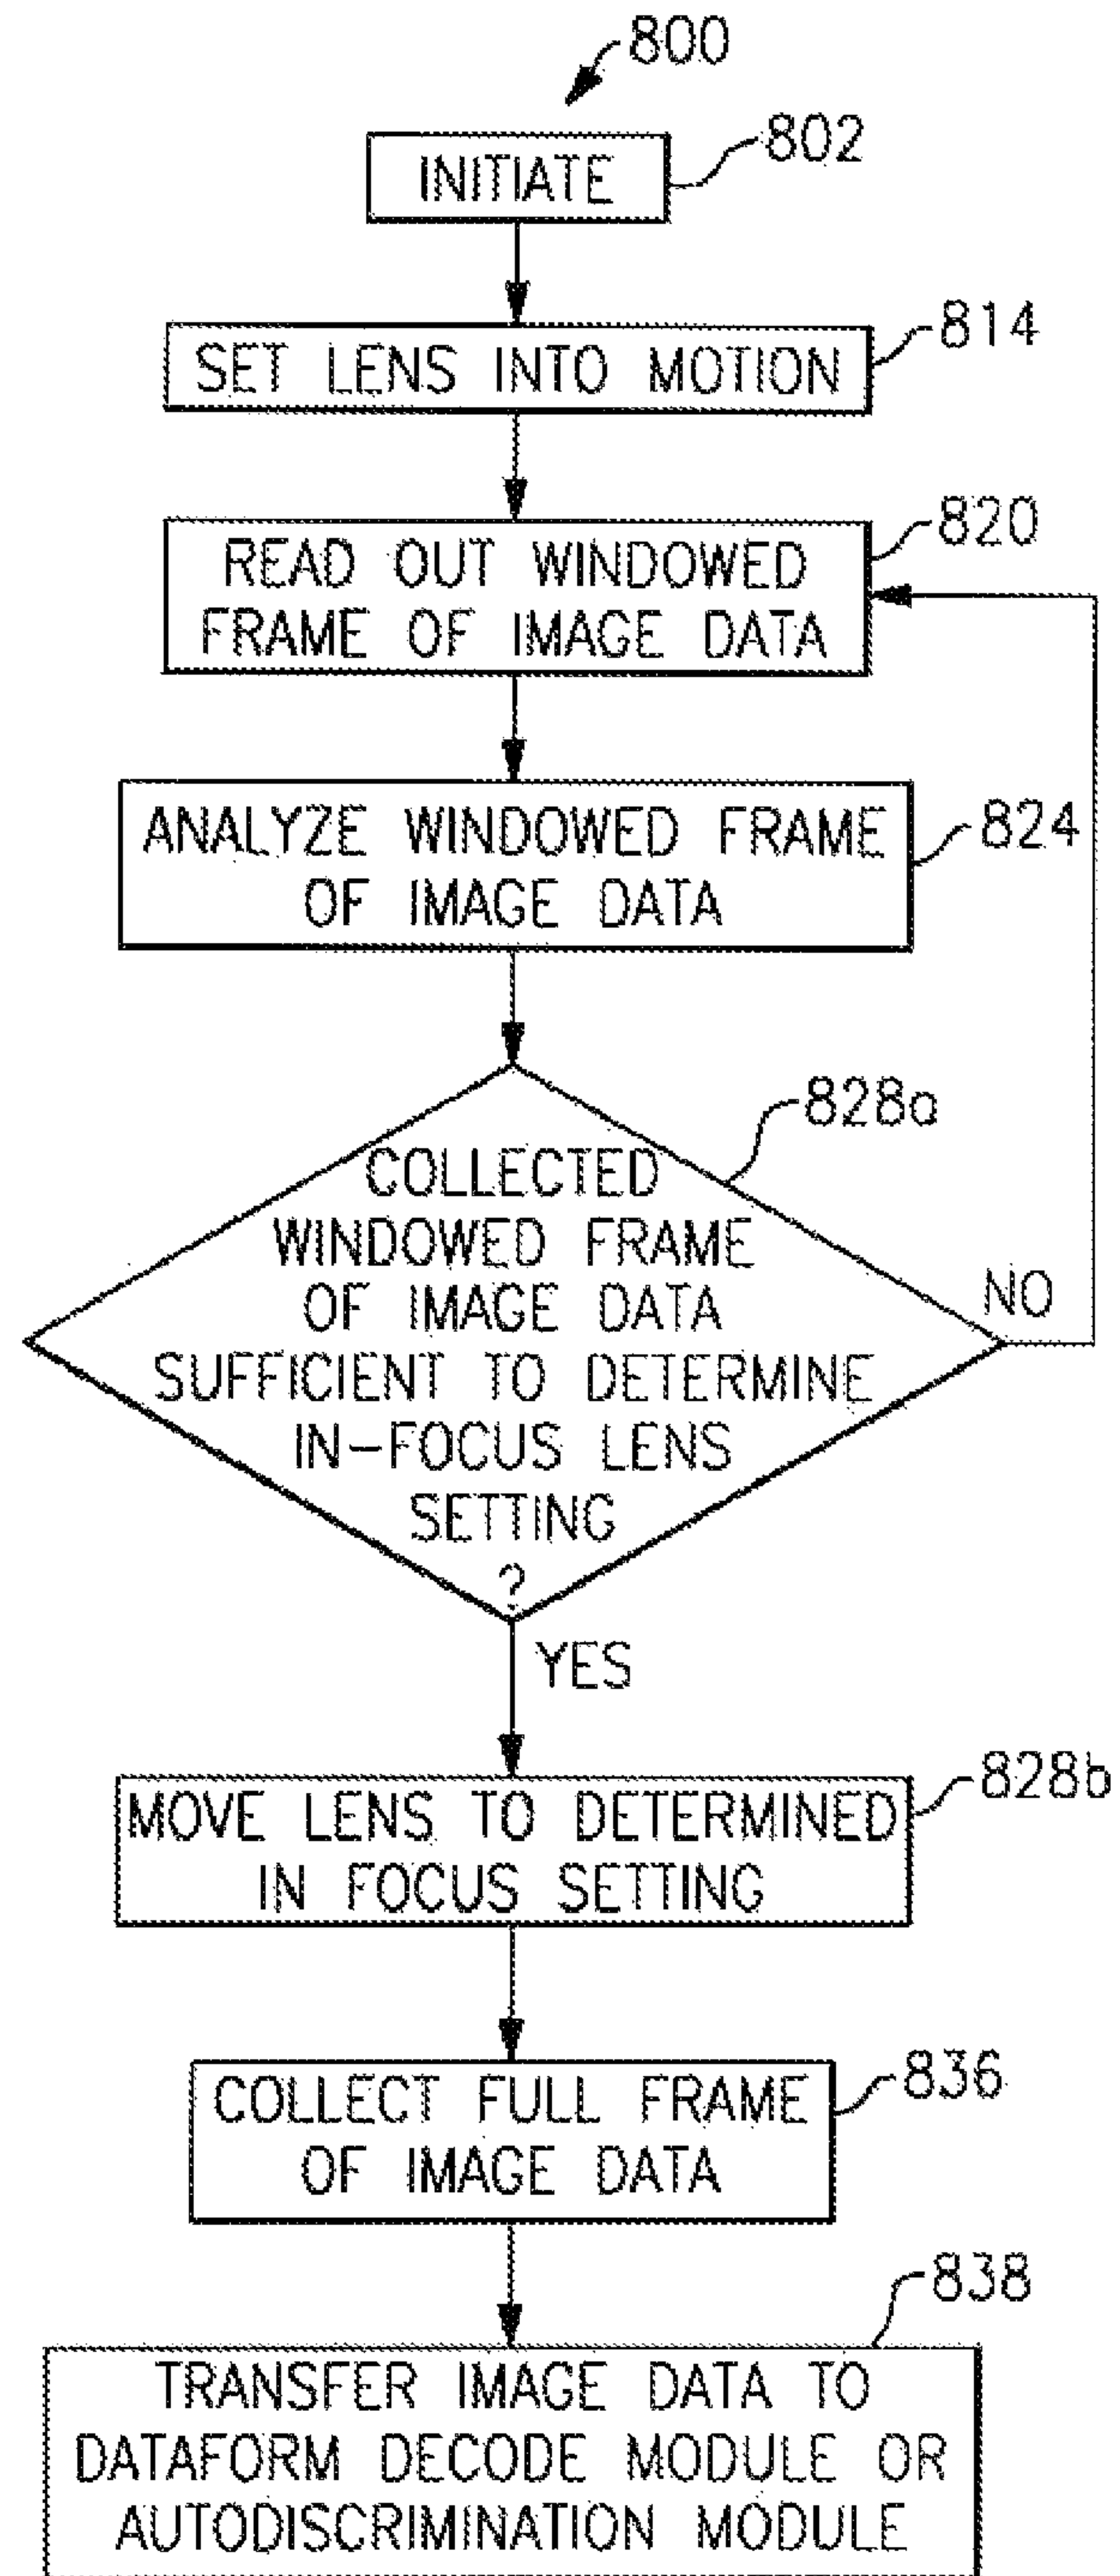 800
INITIATE
802
SET LENS INTO MOTION
814
READ OUT WINDOWED
FRAME OF IMAGE DATA
820
ANALYZE WINDOWED FRAME
OF IMAGE DATA
824
COLLECTED
WINDOWED FRAME
OF IMAGE DATA
SUFFICIENT TO DETERMINE
IN-FOCUS LENS
SETTING
?
828a
NO
YES
MOVE LENS TO DETERMINED
IN FOCUS SETTING
828b
COLLECT FULL FRAME
OF IMAGE DATA
836
838
TRANSFER IMAGE DATA TO
DATAFORM DECODE MODULE OR
AUTODISCRIMINATION MODULE